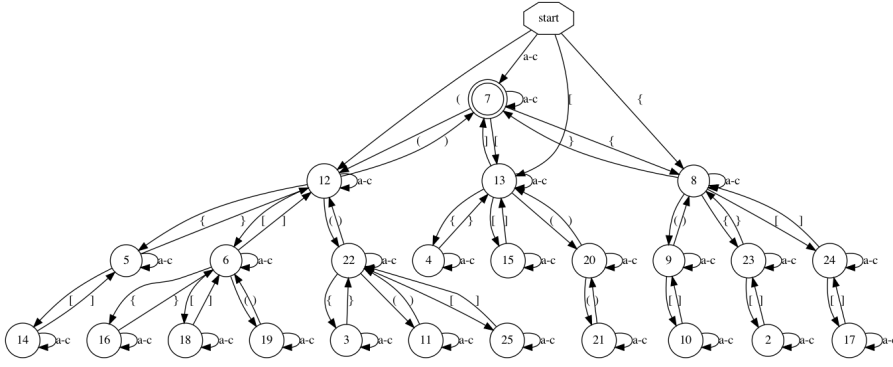 start
a-c
( [ {
7 a-c
( ) ] [ } {
12 a-c 13 a-c 8 a-c
{ } [ ] ( ) { } [ ] ( ) ( ) { } [ ]
5 a-c 6 a-c 22 a-c 4 a-c 15 a-c 20 a-c 9 a-c 23 a-c 24 a-c
[ ] { } [ ] ( ) { } ( ) [ ] ( ) [ ] [ ] [ ]
14 a-c 16 a-c 18 a-c 19 a-c 3 a-c 11 a-c 25 a-c 21 a-c 10 a-c 2 a-c 17 a-c